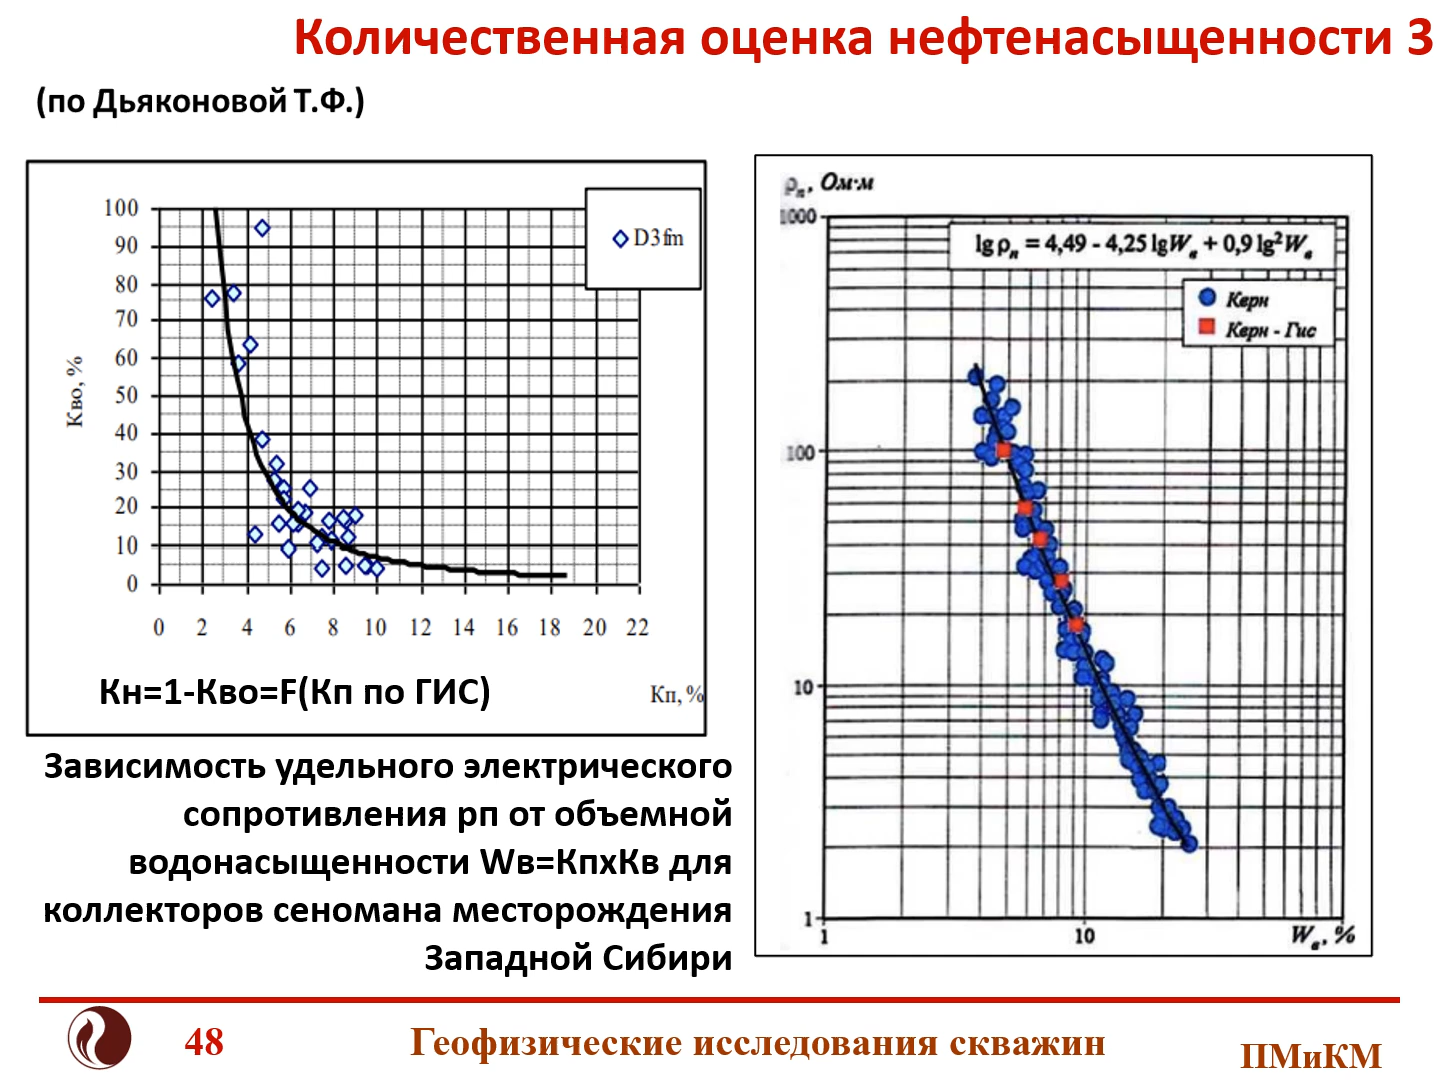 Количественная оценка нефтенасыщенности 3
(по Дьяконовой Т.Ф.)
100
90
80
70
60
50
40
30
20
10
0
Кво, %
D3fm
0 2 4 6 8 10 12 14 16 18 20 22
Кн=1-Кво=F(Кп по ГИС)
Кп, %
Зависимость удельного электрического
сопротивления рп от объемной
водонасыщенности Wв=КпхКв для
коллекторов сеномана месторождения
Западной Сибири
ρп, Ом·м
1000
100
10
1
lg ρп = 4,49 - 4,25 lgWв + 0,9 lg²Wв
Керн
Керн - Гис
1 10 Wв, %
48 Геофизические исследования скважин ПМиКМ